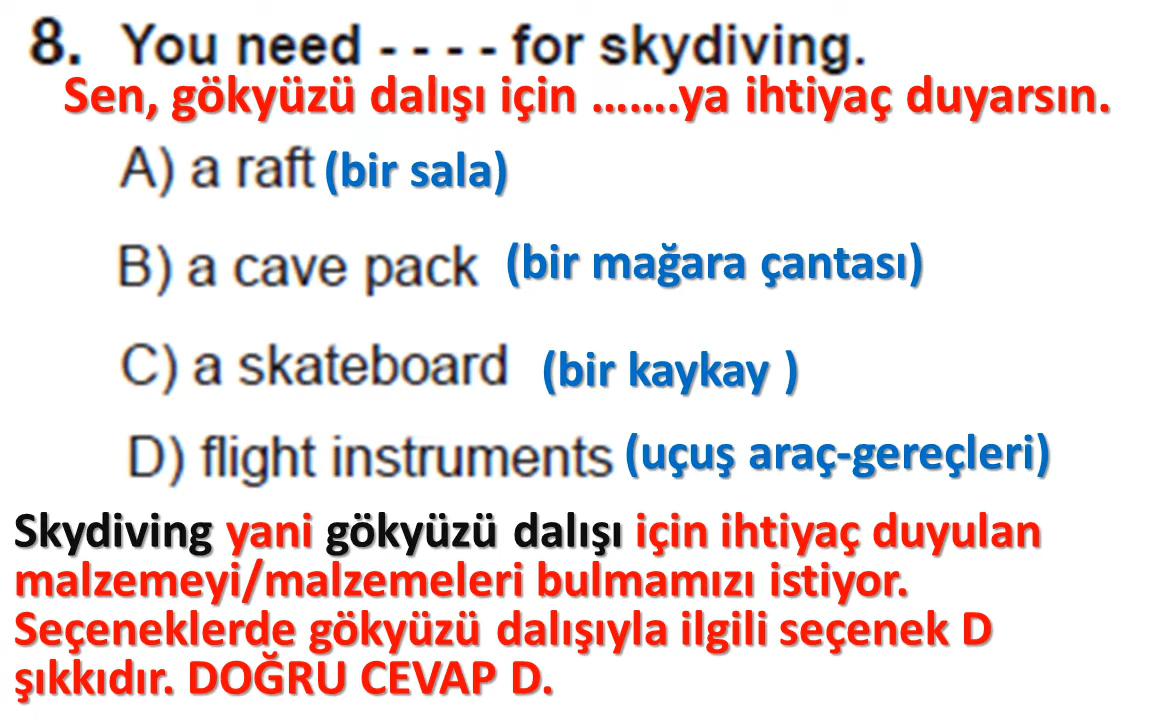 8. You need - - - - for skydiving.
Sen, gökyüzü dalışı için .......ya ihtiyaç duyarsın.
A) a raft (bir sala)
B) a cave pack (bir mağara çantası)
C) a skateboard (bir kaykay )
D) flight instruments (uçuş araç-gereçleri)
Skydiving yani gökyüzü dalışı için ihtiyaç duyulan
malzemeyi/malzemeleri bulmamızı istiyor.
Seçeneklerde gökyüzü dalışıyla ilgili seçenek D
şıkkıdır. DOĞRU CEVAP D.